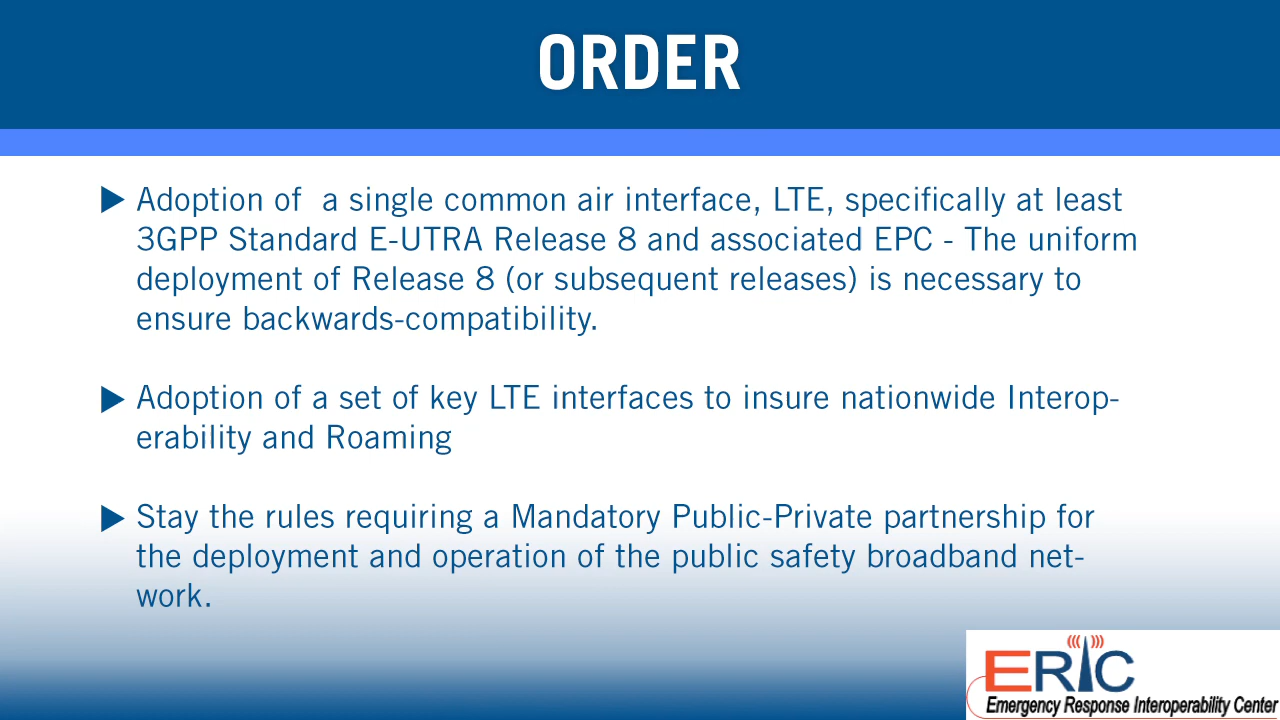 ORDER
Adoption of  a single common air interface, LTE, specifically at least
3GPP Standard E-UTRA Release 8 and associated EPC - The uniform
deployment of Release 8 (or subsequent releases) is necessary to
ensure backwards-compatibility.
Adoption of a set of key LTE interfaces to insure nationwide Interop-
erability and Roaming
Stay the rules requiring a Mandatory Public-Private partnership for
the deployment and operation of the public safety broadband net-
work.
ERIC
Emergency Response Interoperability Center